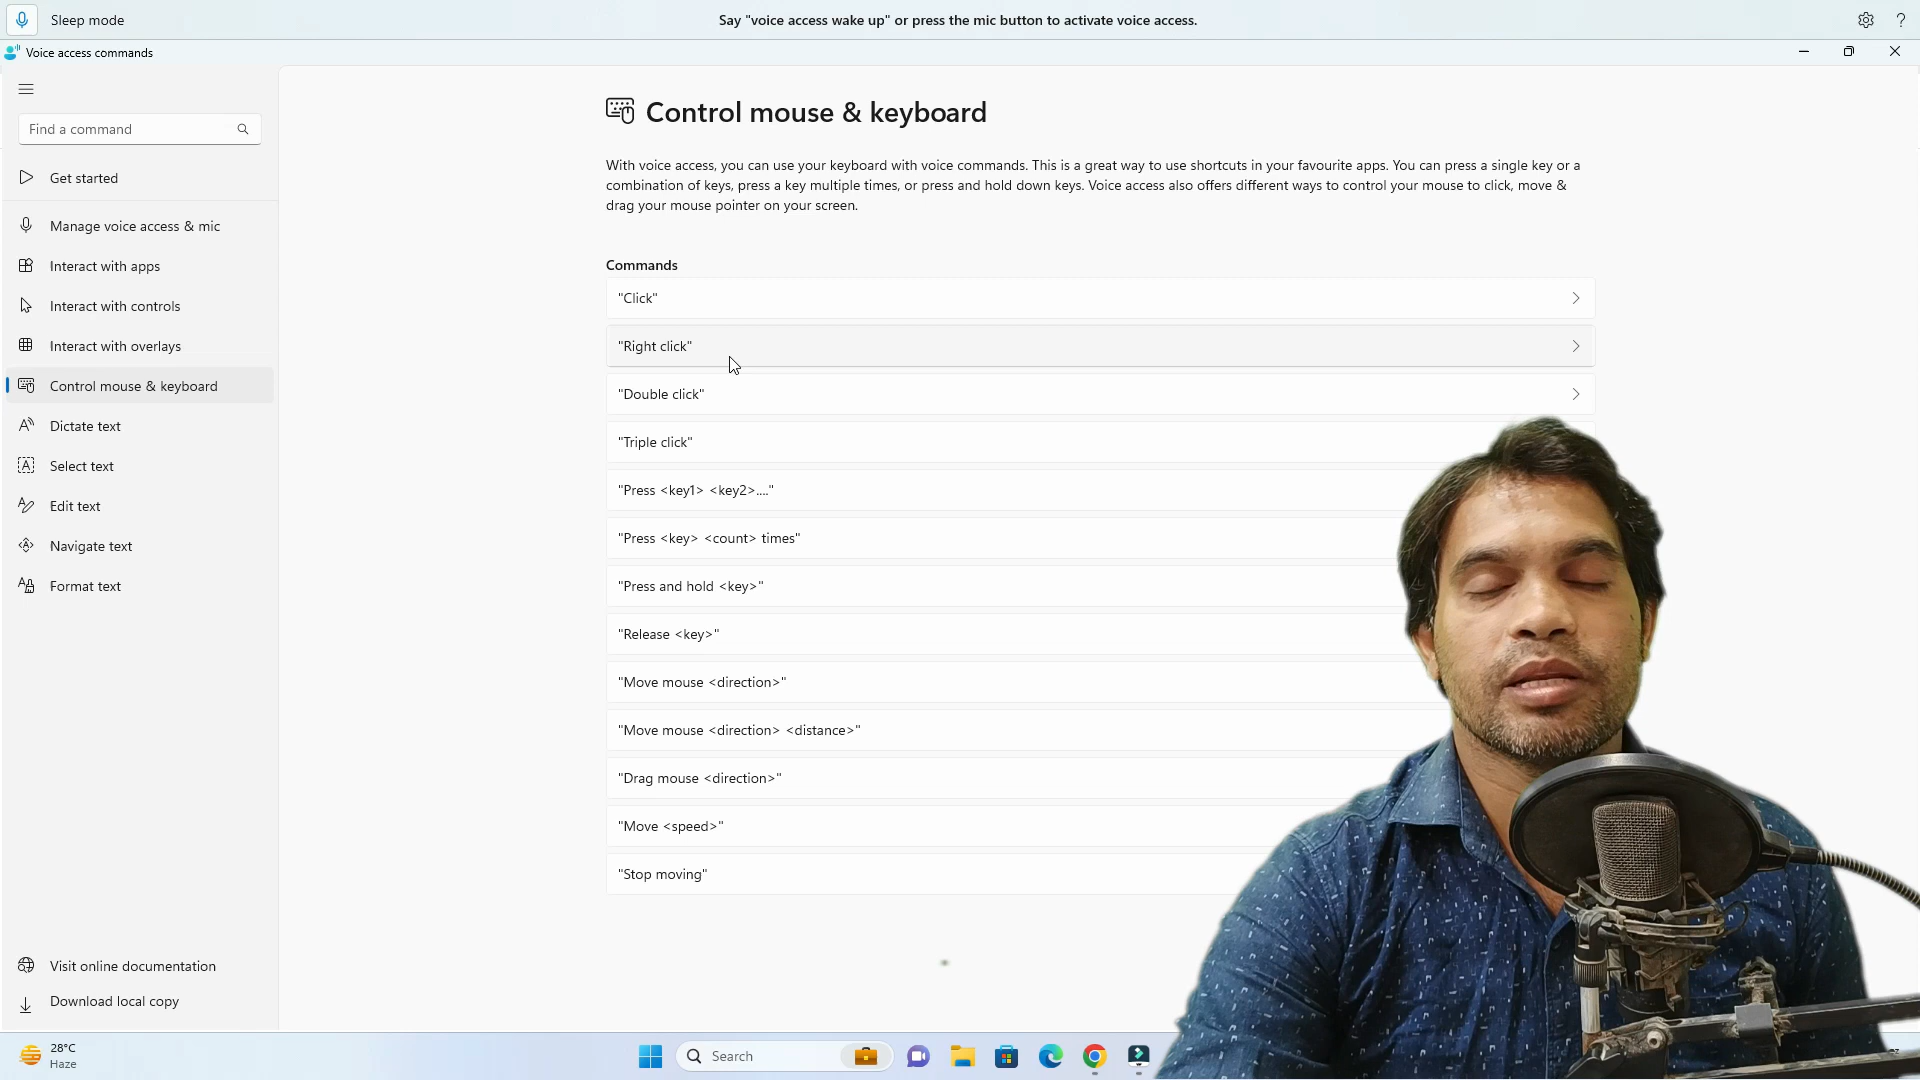 Sleep mode
Say "voice access wake up" or press the mic button to activate voice access.
Voice access commands
Find a command
Get started
Manage voice access & mic
Interact with apps
Interact with controls
Interact with overlays
Control mouse & keyboard
Dictate text
Select text
Edit text
Navigate text
Format text
Visit online documentation
Download local copy
Control mouse & keyboard
With voice access, you can use your keyboard with voice commands. This is a great way to use shortcuts in your favourite apps. You can press a single key or a
combination of keys, press a key multiple times, or press and hold down keys. Voice access also offers different ways to control your mouse to click, move &
drag your mouse pointer on your screen.
Commands
"Click"
"Right click"
"Double click"
"Triple click"
"Press <key1> <key2>...."
"Press <key> <count> times"
"Press and hold <key>"
"Release <key>"
"Move mouse <direction>"
"Move mouse <direction> <distance>"
"Drag mouse <direction>"
"Move <speed>"
"Stop moving"
28°C
Haze
Search